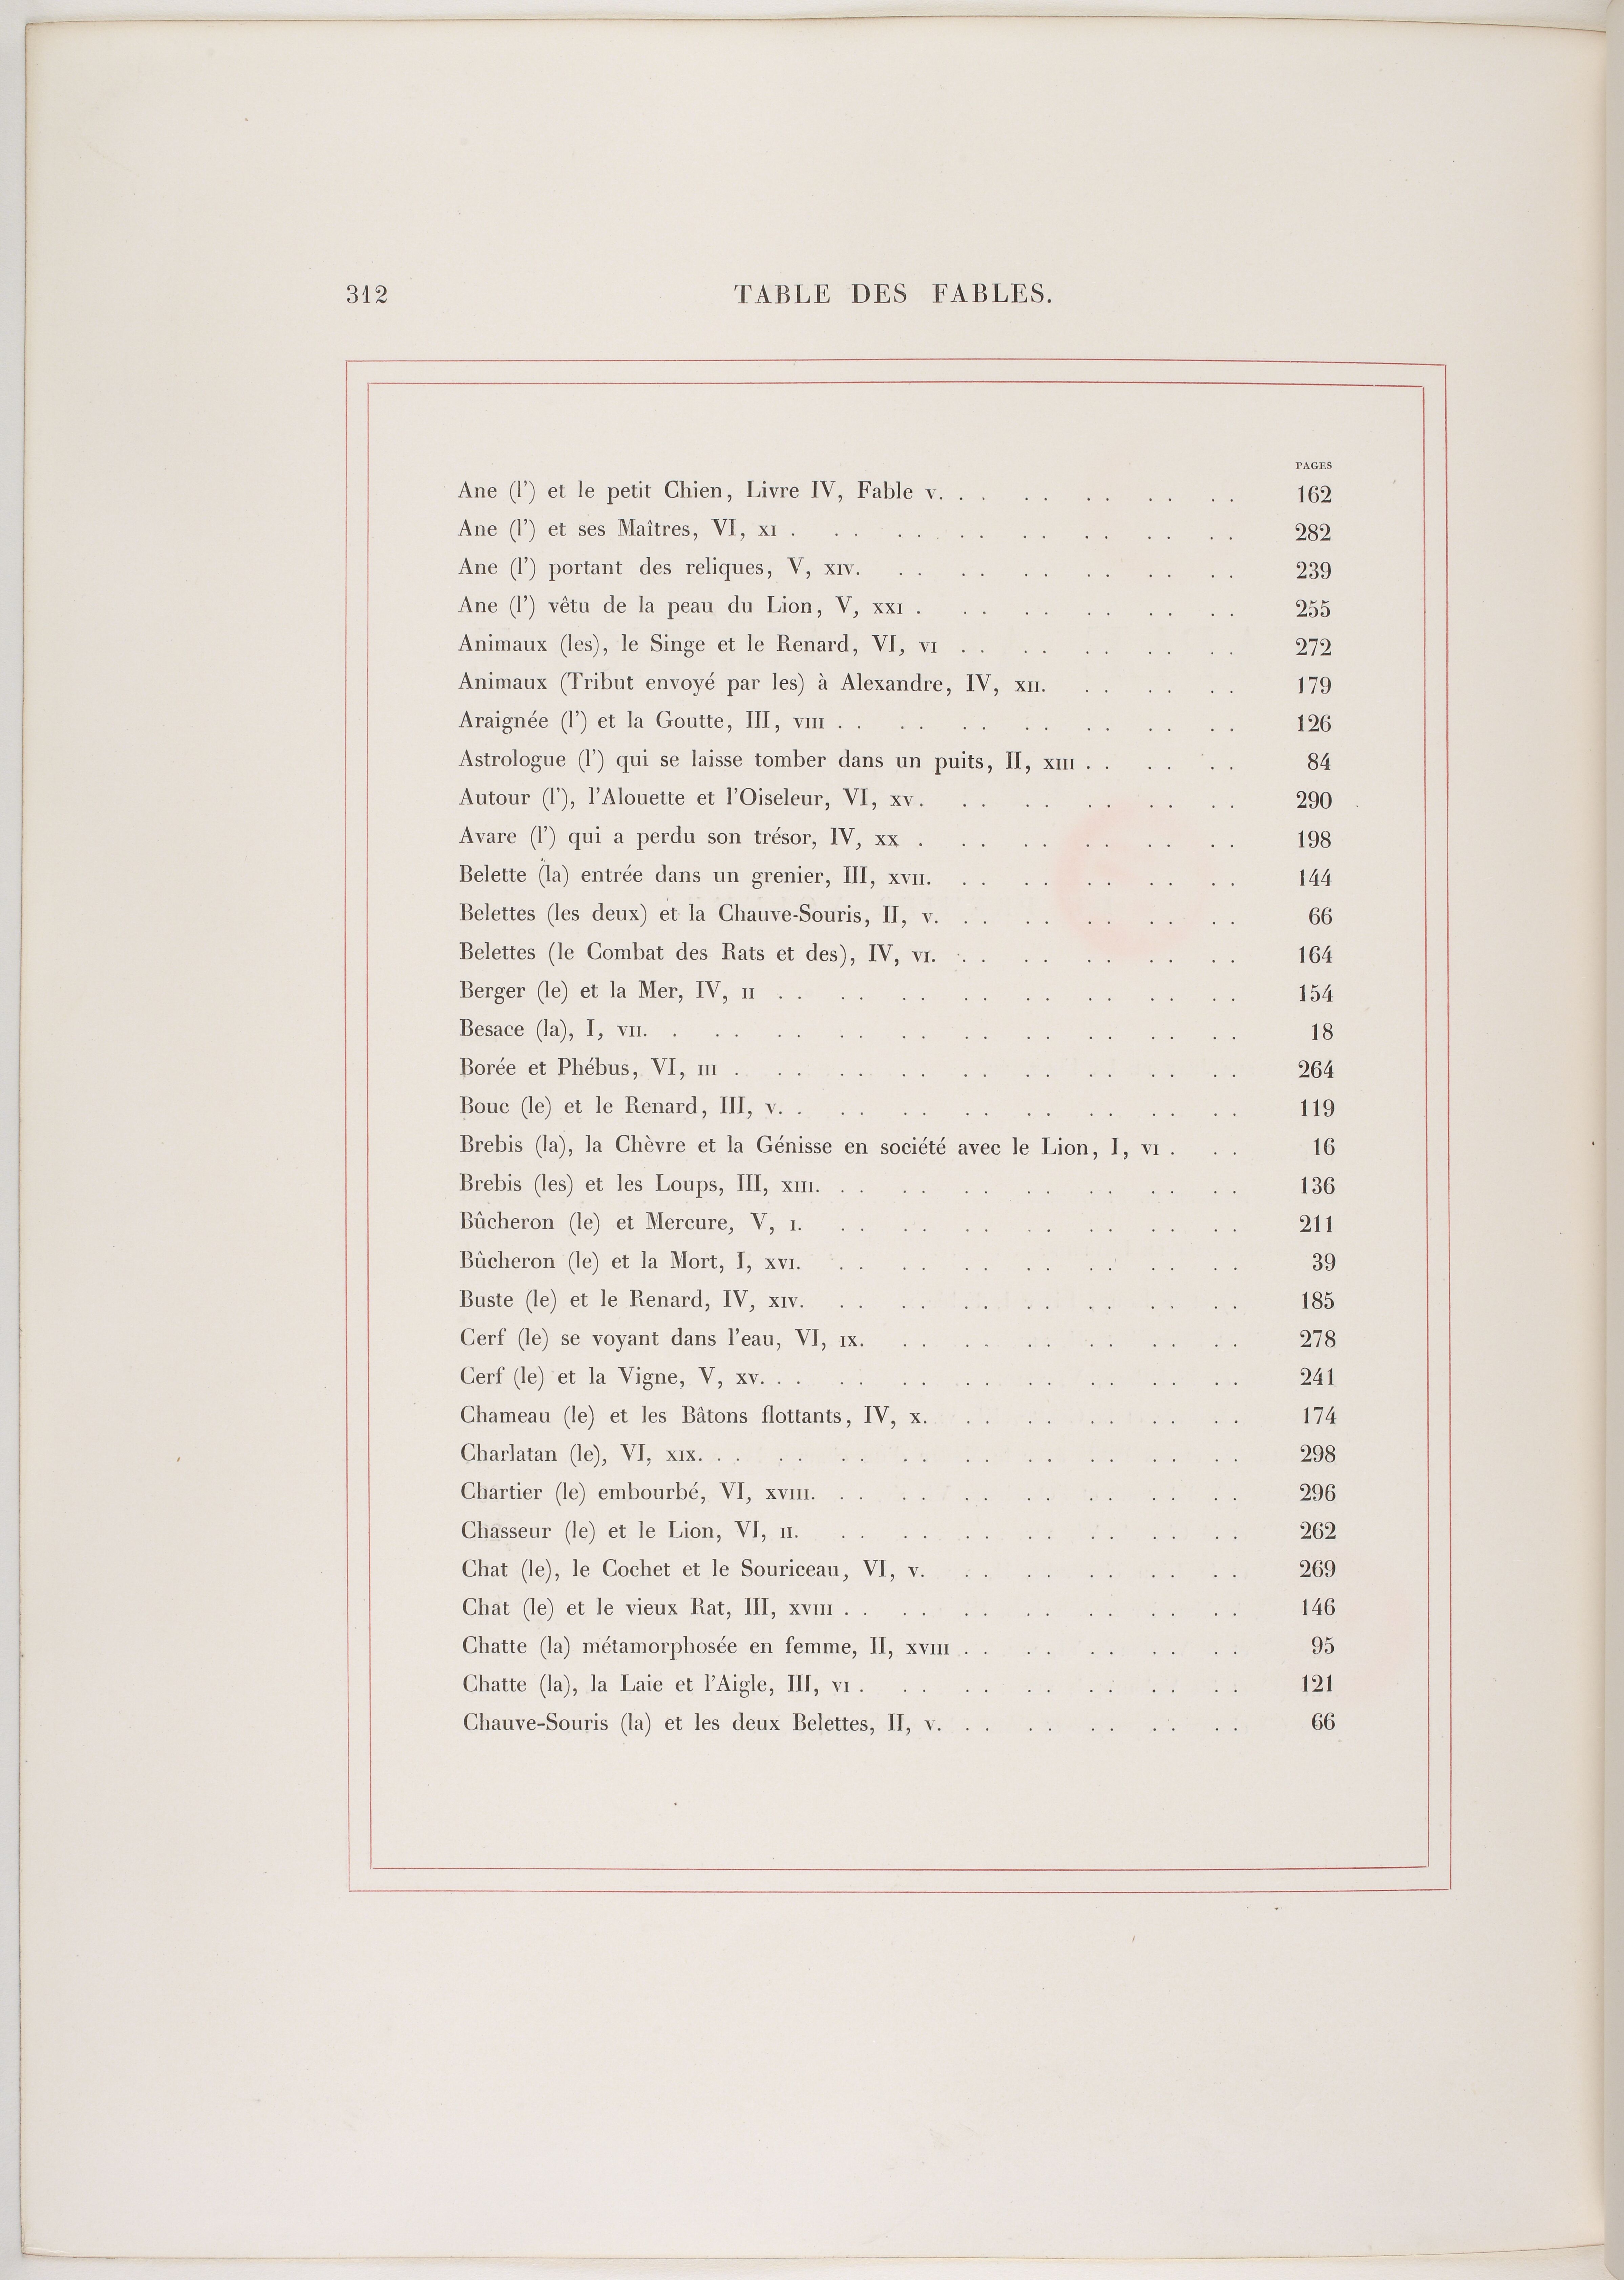 312
TABLE DES FABLES.
PAGES
Ane (l') et le petit Chien, Livre IV, Fable v. . . . . . . . . . . 162
Ane (l') et ses Maîtres, VI, xi . . . . . . . . . . . . . . . 282
Ane (l') portant des reliques, V, xiv. . . . . . . . . . . . . 239
Ane (l') vêtu de la peau du Lion, V, xxi . . . . . . . . . . . 255
Animaux (les), le Singe et le Renard, VI, vi . . . . . . . . . . 272
Animaux (Tribut envoyé par les) à Alexandre, IV, xii. . . . . . . 179
Araignée (l') et la Goutte, III, viii . . . . . . . . . . . . . . 126
Astrologue (l') qui se laisse tomber dans un puits, II, xiii . . . . . . 84
Autour (l'), l'Alouette et l'Oiseleur, VI, xv. . . . . . . . . . . 290
Avare (l') qui a perdu son trésor, IV, xx . . . . . . . . . . . 198
Belette (la) entrée dans un grenier, III, xvii. . . . . . . . . . . 144
Belettes (les deux) et la Chauve-Souris, II, v. . . . . . . . . . . 66
Belettes (le Combat des Rats et des), IV, vi. . . . . . . . . . . 164
Berger (le) et la Mer, IV, ii . . . . . . . . . . . . . . . . 154
Besace (la), I, vii. . . . . . . . . . . . . . . . . . . . 18
Borée et Phébus, VI, iii . . . . . . . . . . . . . . . . . 264
Bouc (le) et le Renard, III, v. . . . . . . . . . . . . . . . 119
Brebis (la), la Chèvre et la Génisse en société avec le Lion, I, vi . . . 16
Brebis (les) et les Loups, III, xiii. . . . . . . . . . . . . . . 136
Bûcheron (le) et Mercure, V, i. . . . . . . . . . . . . . . 211
Bûcheron (le) et la Mort, I, xvi. . . . . . . . . . . . . . . 39
Buste (le) et le Renard, IV, xiv. . . . . . . . . . . . . . . 185
Cerf (le) se voyant dans l'eau, VI, ix. . . . . . . . . . . . . 278
Cerf (le) et la Vigne, V, xv. . . . . . . . . . . . . . . . . 241
Chameau (le) et les Bâtons flottants, IV, x. . . . . . . . . . . 174
Charlatan (le), VI, xix. . . . . . . . . . . . . . . . . . . 298
Chartier (le) embourbé, VI, xviii. . . . . . . . . . . . . . . 296
Chasseur (le) et le Lion, VI, ii. . . . . . . . . . . . . . . 262
Chat (le), le Cochet et le Souriceau, VI, v. . . . . . . . . . . 269
Chat (le) et le vieux Rat, III, xviii . . . . . . . . . . . . . . 146
Chatte (la) métamorphosée en femme, II, xviii . . . . . . . . . . 95
Chatte (la), la Laie et l'Aigle, III, vi . . . . . . . . . . . . . 121
Chauve-Souris (la) et les deux Belettes, II, v. . . . . . . . . . . 66